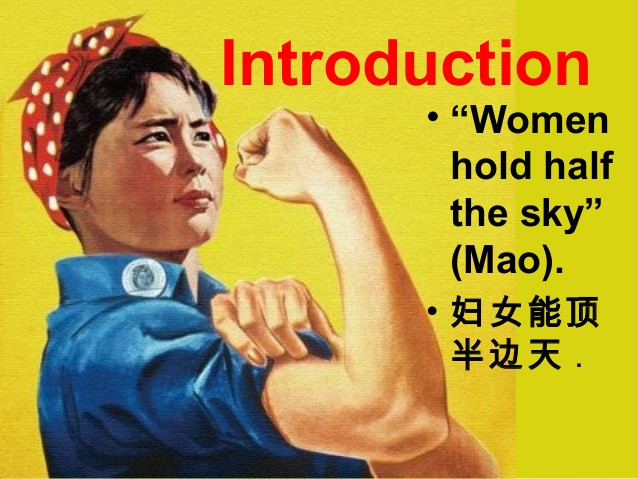 Introduction
• “Women
hold half
the sky”
(Mao).
• 妇女能顶
半边天.